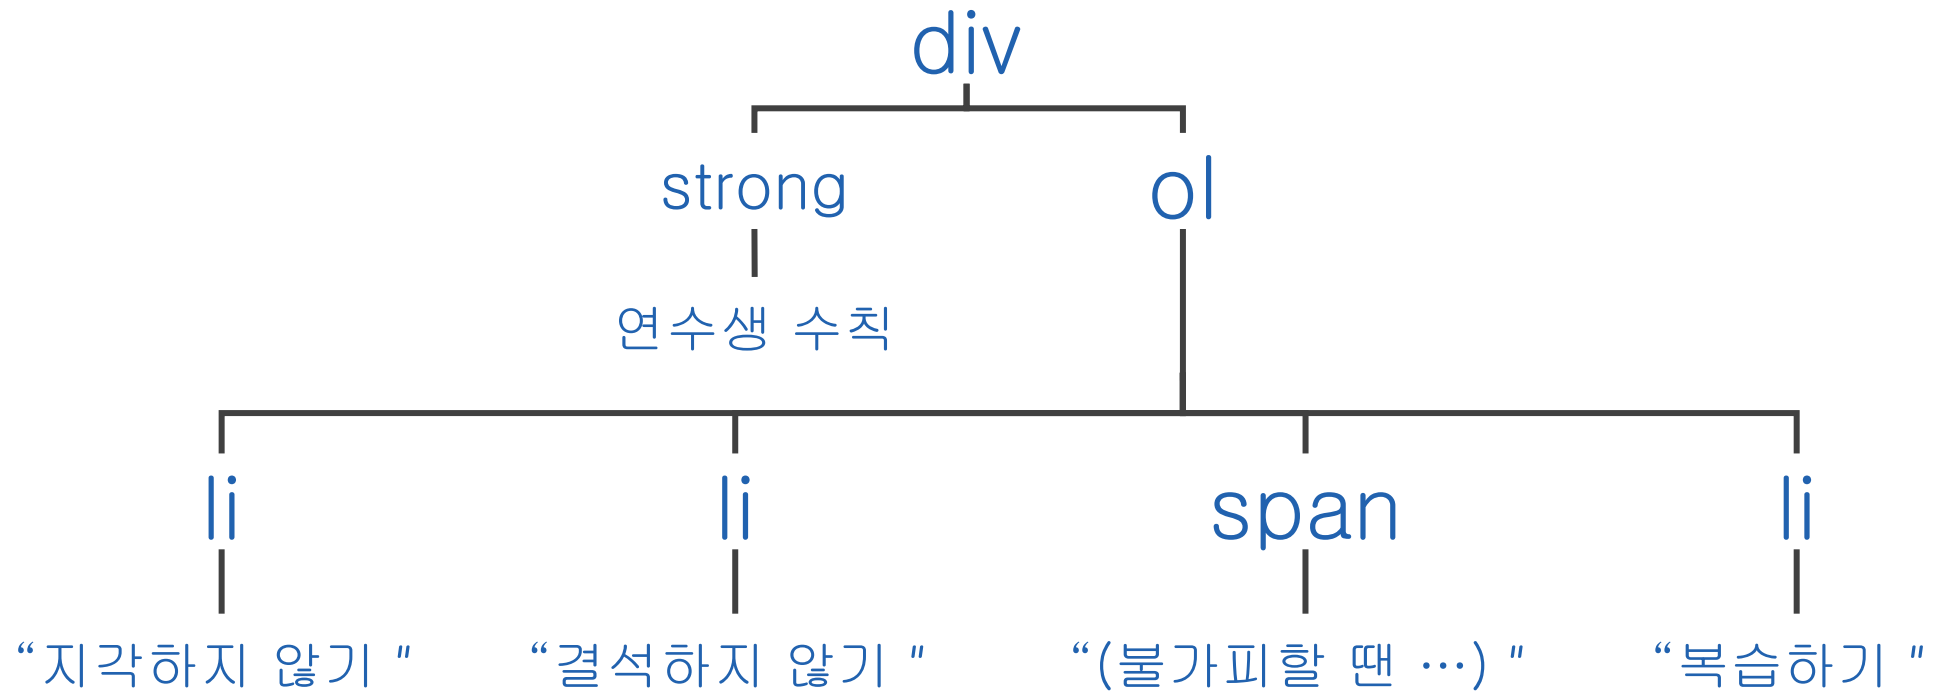 div
strong ol
연수생 수칙
li li span li
“지각하지 않기 " “결석하지 않기 " “(불가피할 땐 …) " “복습하기 "